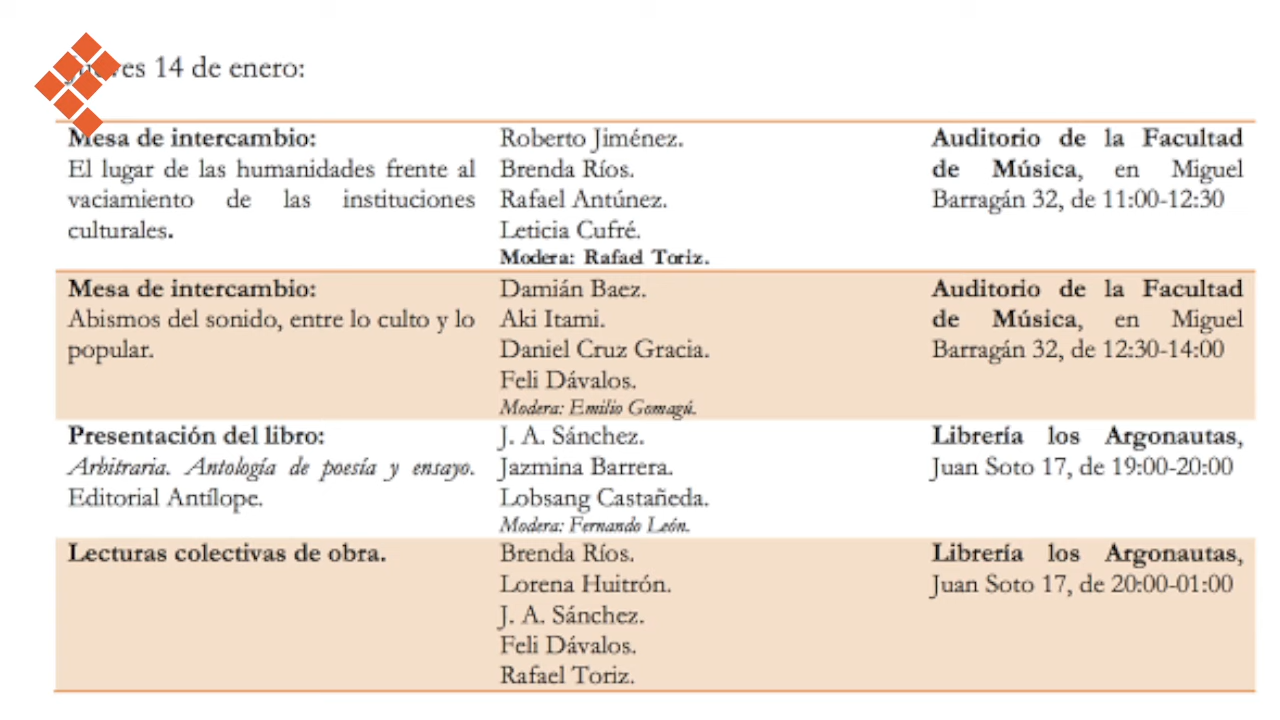 14 de enero:
Mesa de intercambio:
El lugar de las humanidades frente al
vaciamiento de las instituciones
culturales.
Roberto Jiménez.
Brenda Ríos.
Rafael Antúnez.
Leticia Cufré.
Modera: Rafael Toriz.
Auditorio de la Facultad
de Música, en Miguel
Barragán 32, de 11:00-12:30
Mesa de intercambio:
Abismos del sonido, entre lo culto y lo
popular.
Damián Baez.
Aki Itami.
Daniel Cruz Gracia.
Feli Dávalos.
Modera: Emilio Gomagú.
Auditorio de la Facultad
de Música, en Miguel
Barragán 32, de 12:30-14:00
Presentación del libro:
Arbitraria. Antología de poesía y ensayo.
Editorial Antílope.
J. A. Sánchez.
Jazmina Barrera.
Lobsang Castañeda.
Modera: Fernando León.
Librería los Argonautas,
Juan Soto 17, de 19:00-20:00
Lecturas colectivas de obra.
Brenda Ríos.
Lorena Huitrón.
J. A. Sánchez.
Feli Dávalos.
Rafael Toriz.
Librería los Argonautas,
Juan Soto 17, de 20:00-01:00